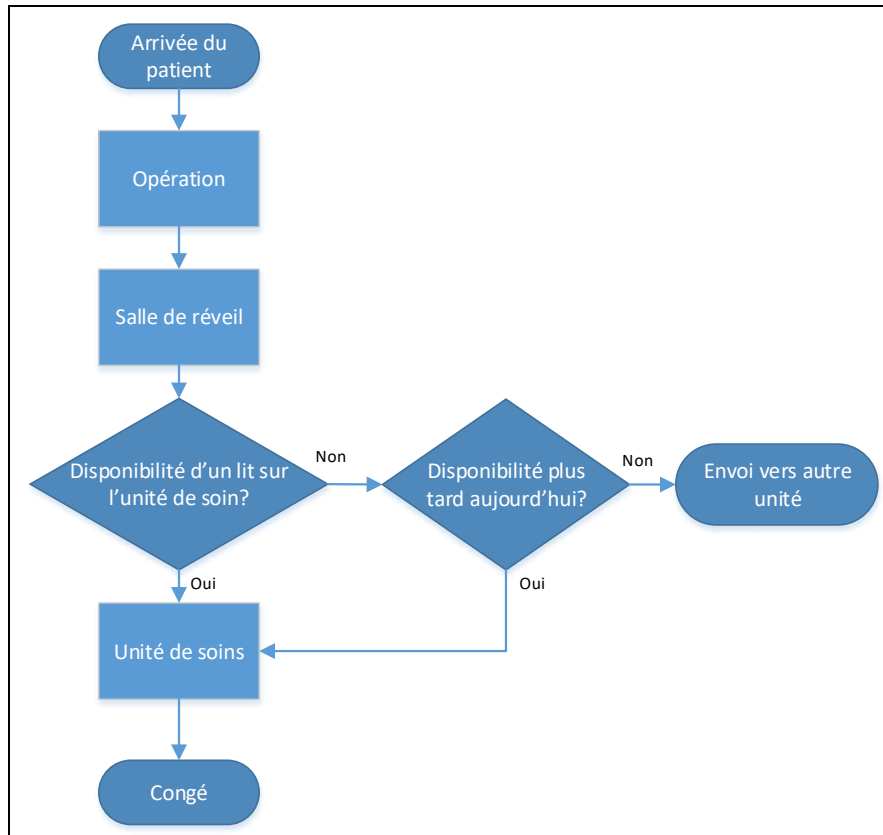 Arrivée du
patient
Opération
Salle de réveil
Disponibilité d'un lit sur
l'unité de soin?
Non
Disponibilité plus
tard aujourd'hui?
Non
Envoi vers autre
unité
Oui
Oui
Unité de soins
Congé